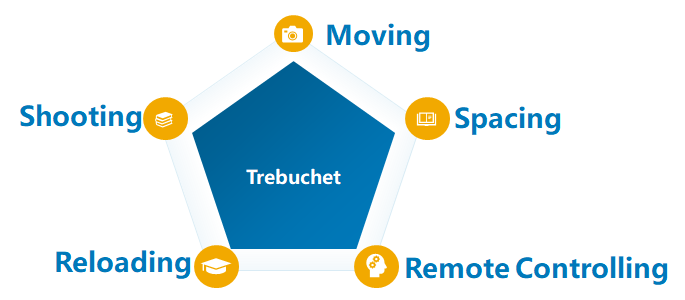 Moving
Shooting
Spacing
Trebuchet
Reloading
Remote Controlling